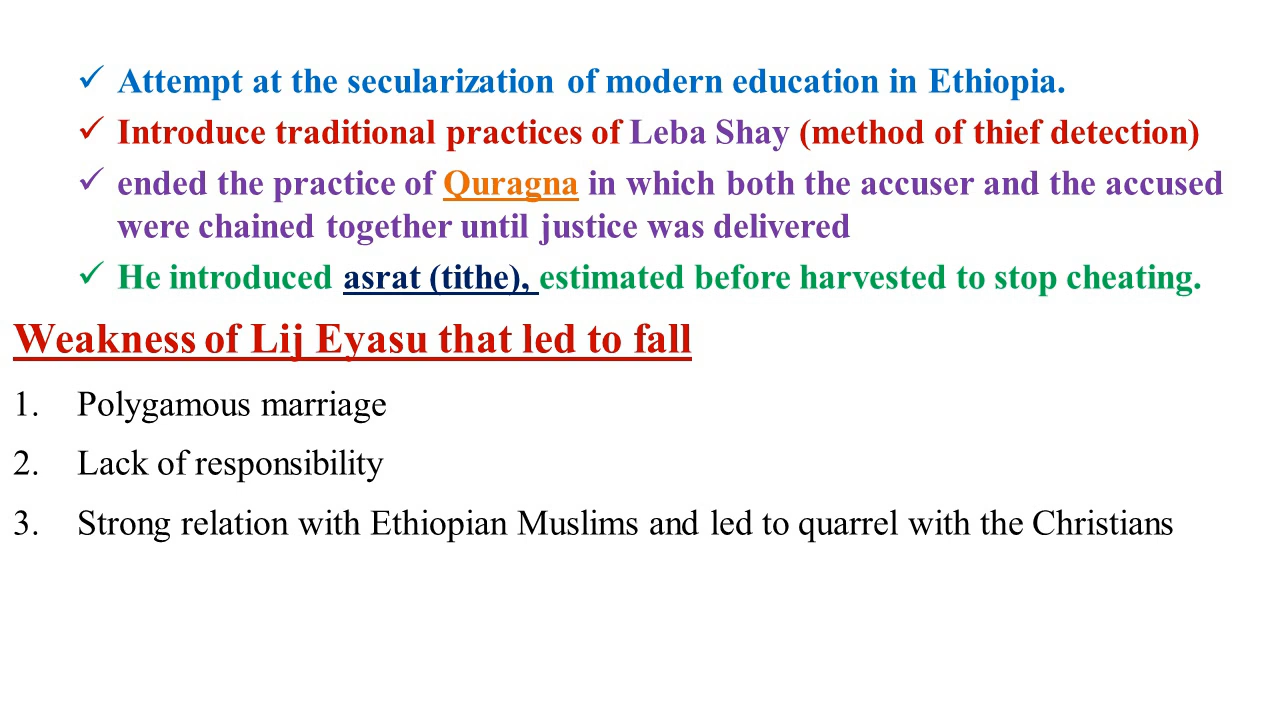 ✓ Attempt at the secularization of modern education in Ethiopia.
✓ Introduce traditional practices of Leba Shay (method of thief detection)
✓ ended the practice of Quragna in which both the accuser and the accused
were chained together until justice was delivered
✓ He introduced asrat (tithe), estimated before harvested to stop cheating.
Weakness of Lij Eyasu that led to fall
1. Polygamous marriage
2. Lack of responsibility
3. Strong relation with Ethiopian Muslims and led to quarrel with the Christians